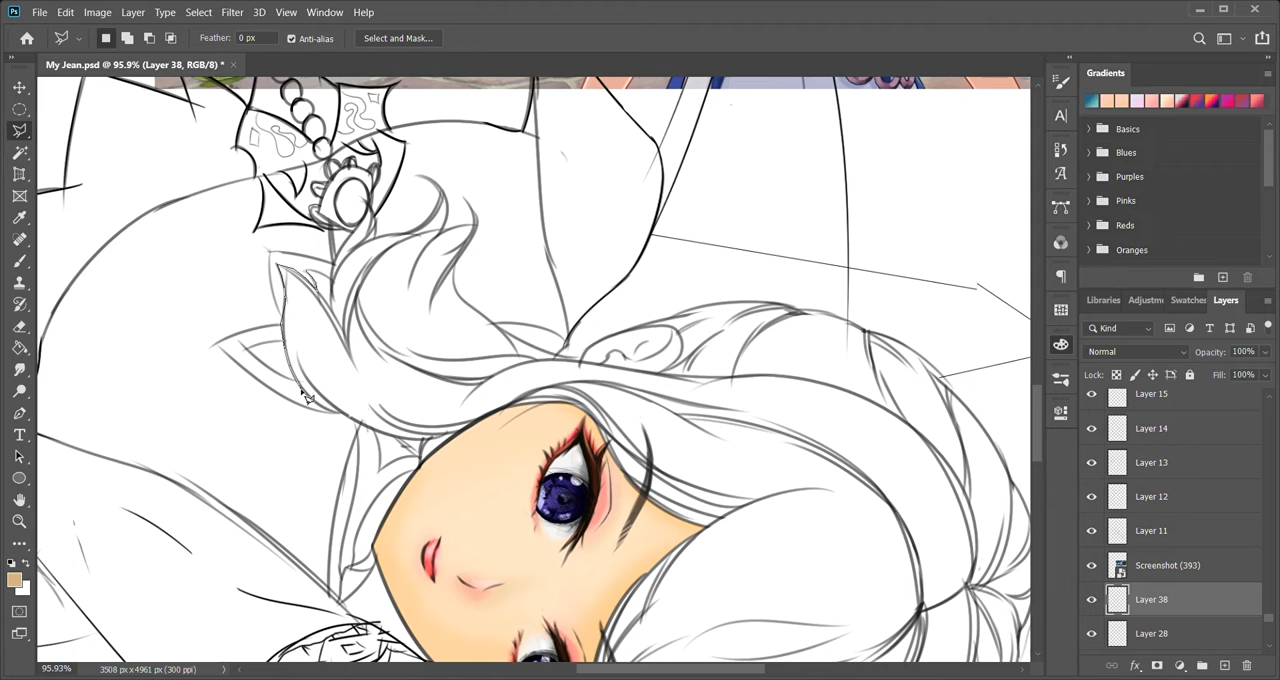 Ps File Edit Image Layer Type Select Filter 3D View Window Help
Feather: 0 px Anti-alias Select and Mask...
My Jean.psd @ 95.9% (Layer 38, RGB/8) *
Gradients
Basics
Blues
Purples
Pinks
Reds
Oranges
Libraries Adjustme Swatches Layers
Kind
Normal Opacity: 100%
Lock: Fill: 100%
Layer 15
Layer 14
Layer 13
Layer 12
Layer 11
Screenshot (393)
Layer 38
Layer 28
95.93% 3508 px x 4961 px (300 ppi)